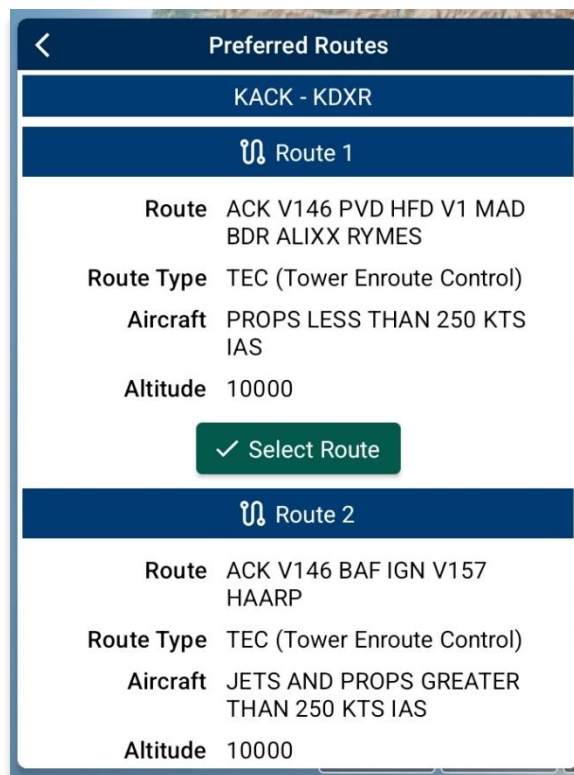 Preferred Routes
KACK - KDXR
Route 1
Route ACK V146 PVD HFD V1 MAD
BDR ALIXX RYMES
Route Type TEC (Tower Enroute Control)
Aircraft PROPS LESS THAN 250 KTS
IAS
Altitude 10000
Select Route
Route 2
Route ACK V146 BAF IGN V157
HAARP
Route Type TEC (Tower Enroute Control)
Aircraft JETS AND PROPS GREATER
THAN 250 KTS IAS
Altitude 10000